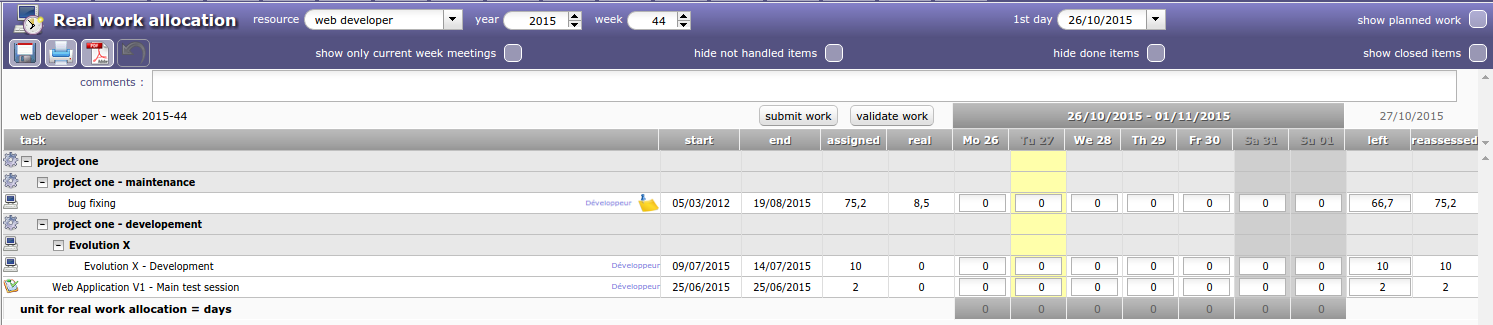 Real work allocation resource web developer year 2015 week 44 1st day 26/10/2015 show planned work
show only current week meetings hide not handled items hide done items show closed items
comments :
web developer - week 2015-44 submit work validate work 26/10/2015 - 01/11/2015 27/10/2015
task start end assigned real Mo 26 Tu 27 We 28 Th 29 Fr 30 Sa 31 Su 01 left reassessed
project one
project one - maintenance
bug fixing Développeur 05/03/2012 19/08/2015 75,2 8,5 0 0 0 0 0 0 0 66,7 75,2
project one - developement
Evolution X
Evolution X - Development Développeur 09/07/2015 14/07/2015 10 0 0 0 0 0 0 0 0 10 10
Web Application V1 - Main test session Développeur 25/06/2015 25/06/2015 2 0 0 0 0 0 0 0 0 2 2
unit for real work allocation = days 0 0 0 0 0 0 0